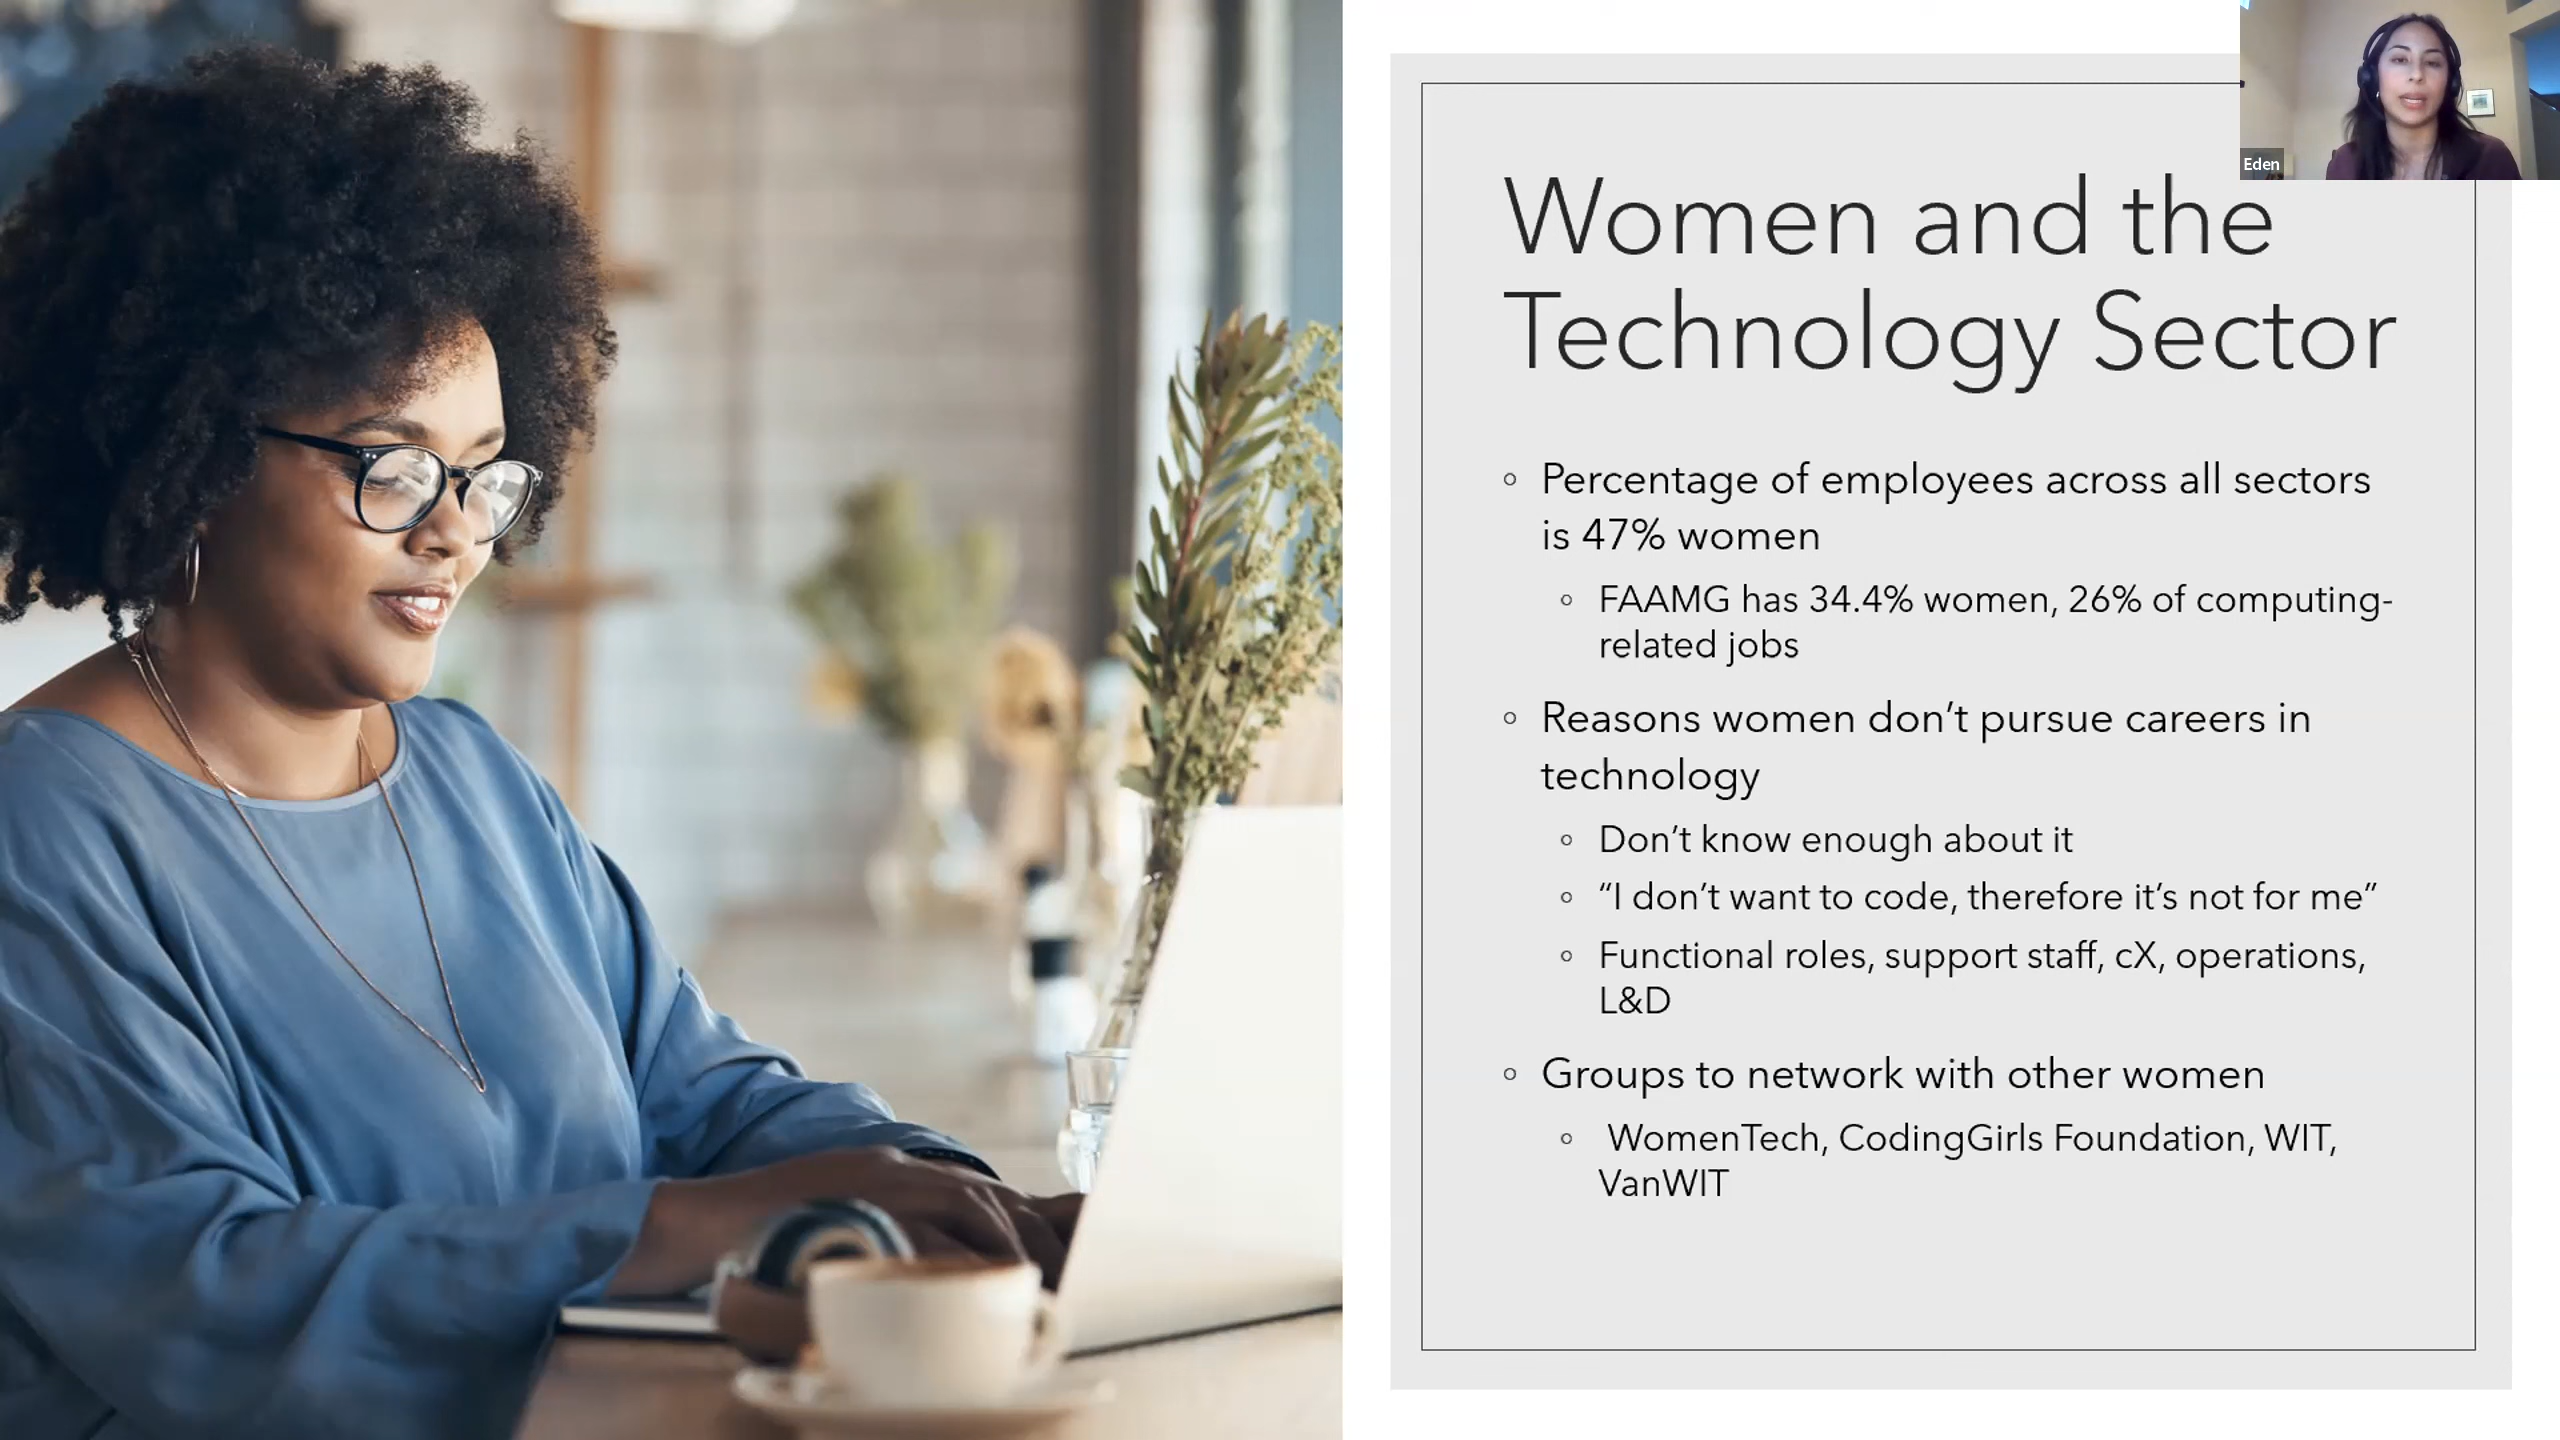 Eden
Women and the
Technology Sector
◦ Percentage of employees across all sectors
is 47% women
◦ FAAMG has 34.4% women, 26% of computing-
related jobs
◦ Reasons women don’t pursue careers in
technology
◦ Don’t know enough about it
◦ “I don’t want to code, therefore it’s not for me”
◦ Functional roles, support staff, cX, operations,
L&D
◦ Groups to network with other women
◦ WomenTech, CodingGirls Foundation, WIT,
VanWIT